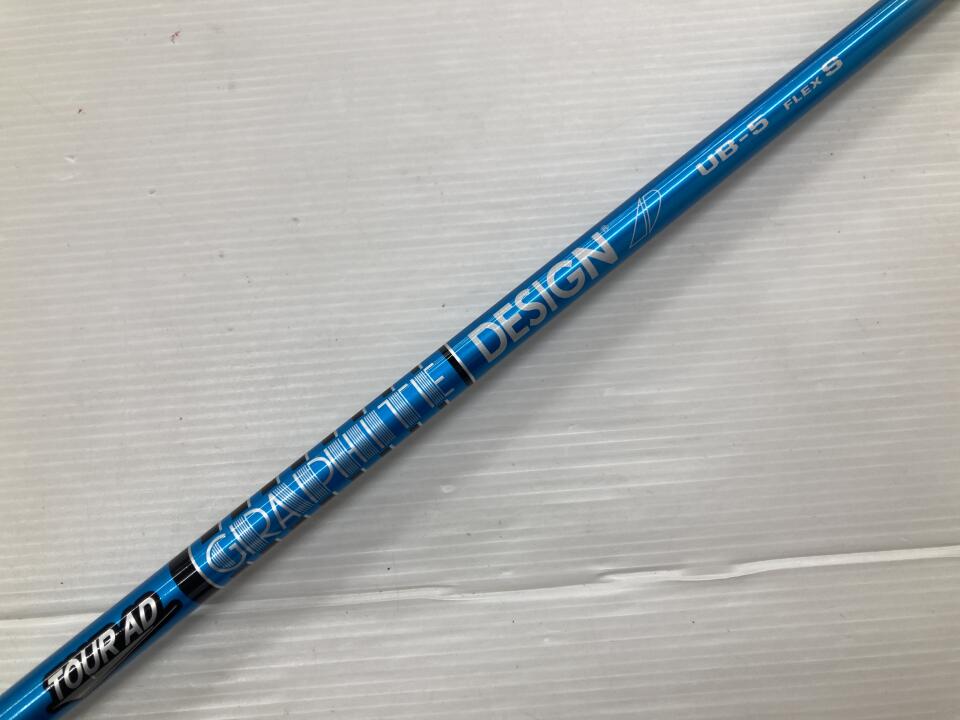 TOUR AD
GRAPHITE DESIGN®
UB-5 FLEX S